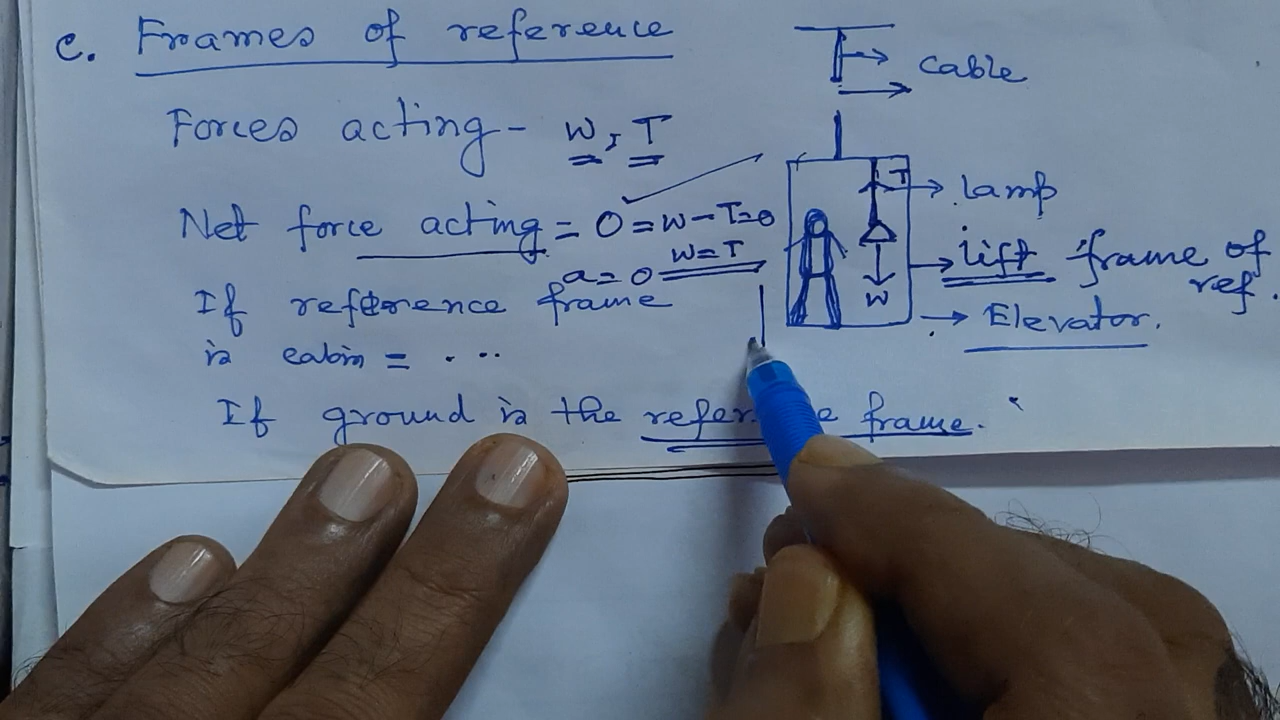 c. Frames of reference
cable
Forces acting - W, T
T
lamp
Net force acting = 0 = W - T = 0
W = T
a = 0
lift frame of
ref.
W
If reference frame
Elevator.
is cabin = ...
If ground is the frame.